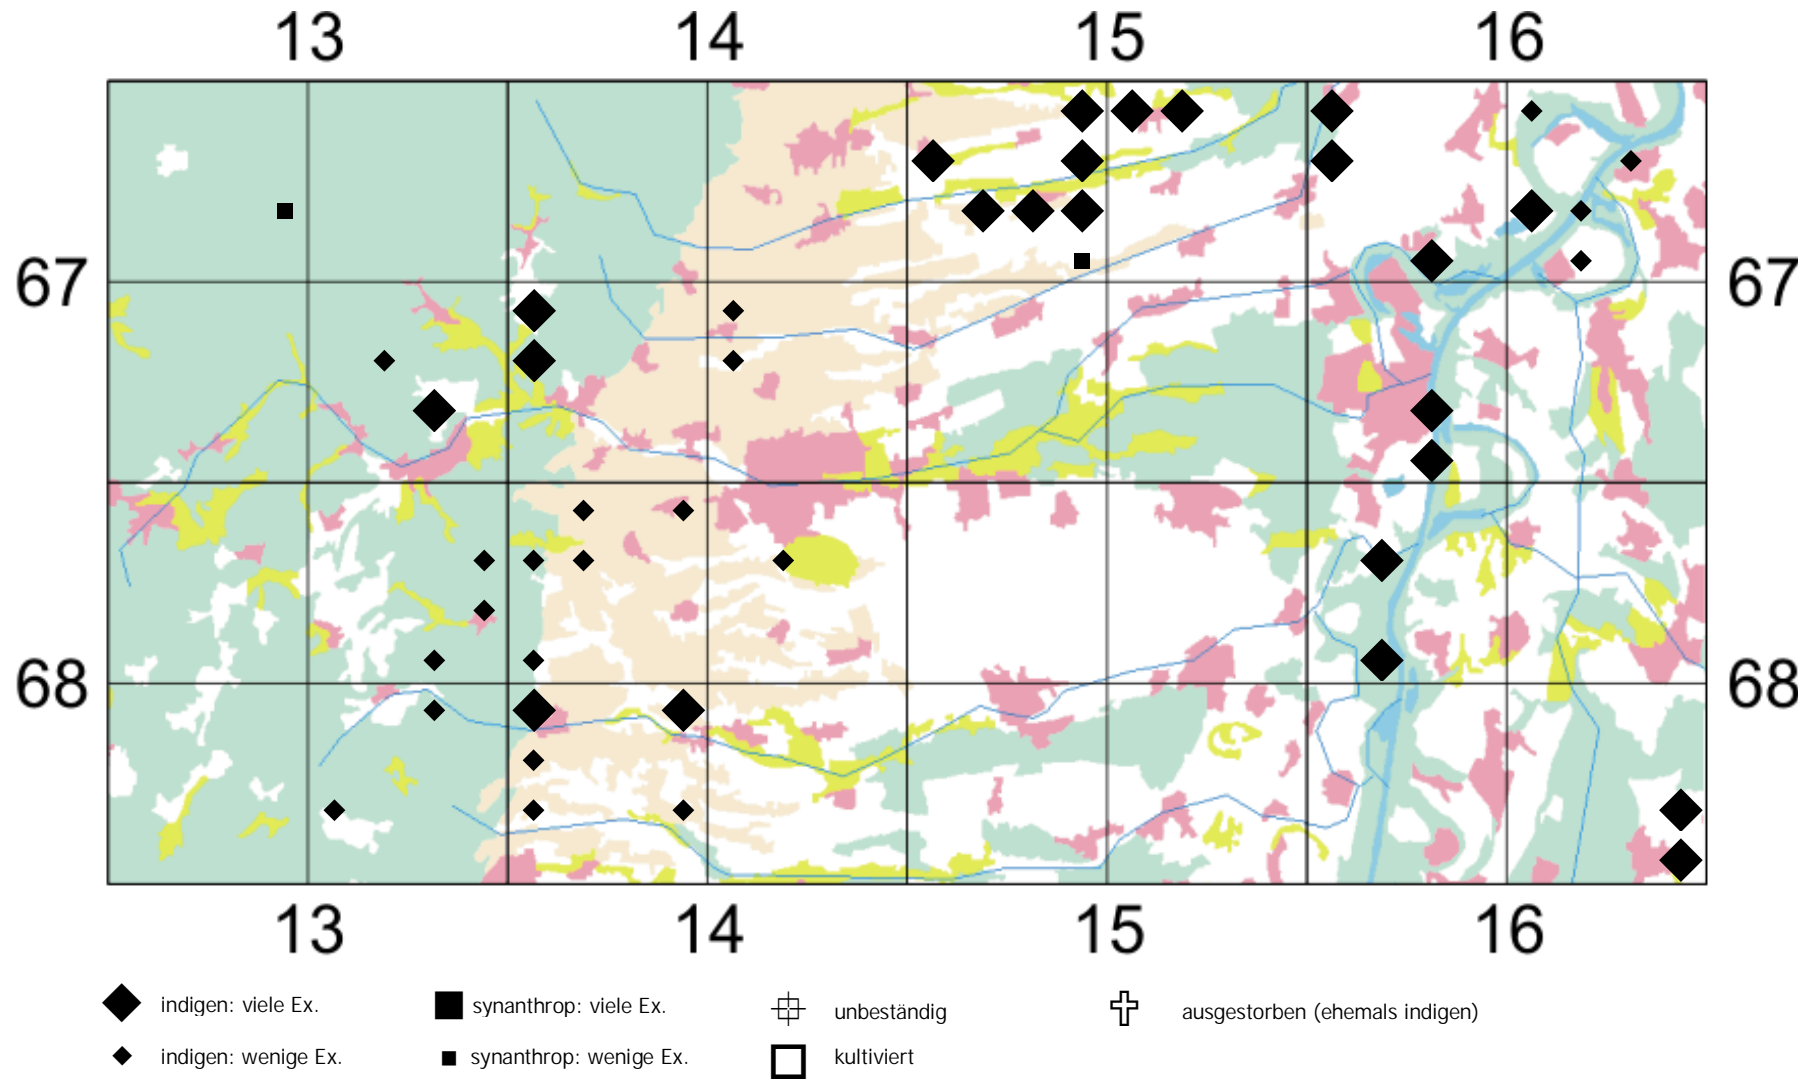 13 14 15 16
67 67
68 68
13 14 15 16
indigen: viele Ex. synanthrop: viele Ex. unbeständig ausgestorben (ehemals indigen)
indigen: wenige Ex. synanthrop: wenige Ex. kultiviert